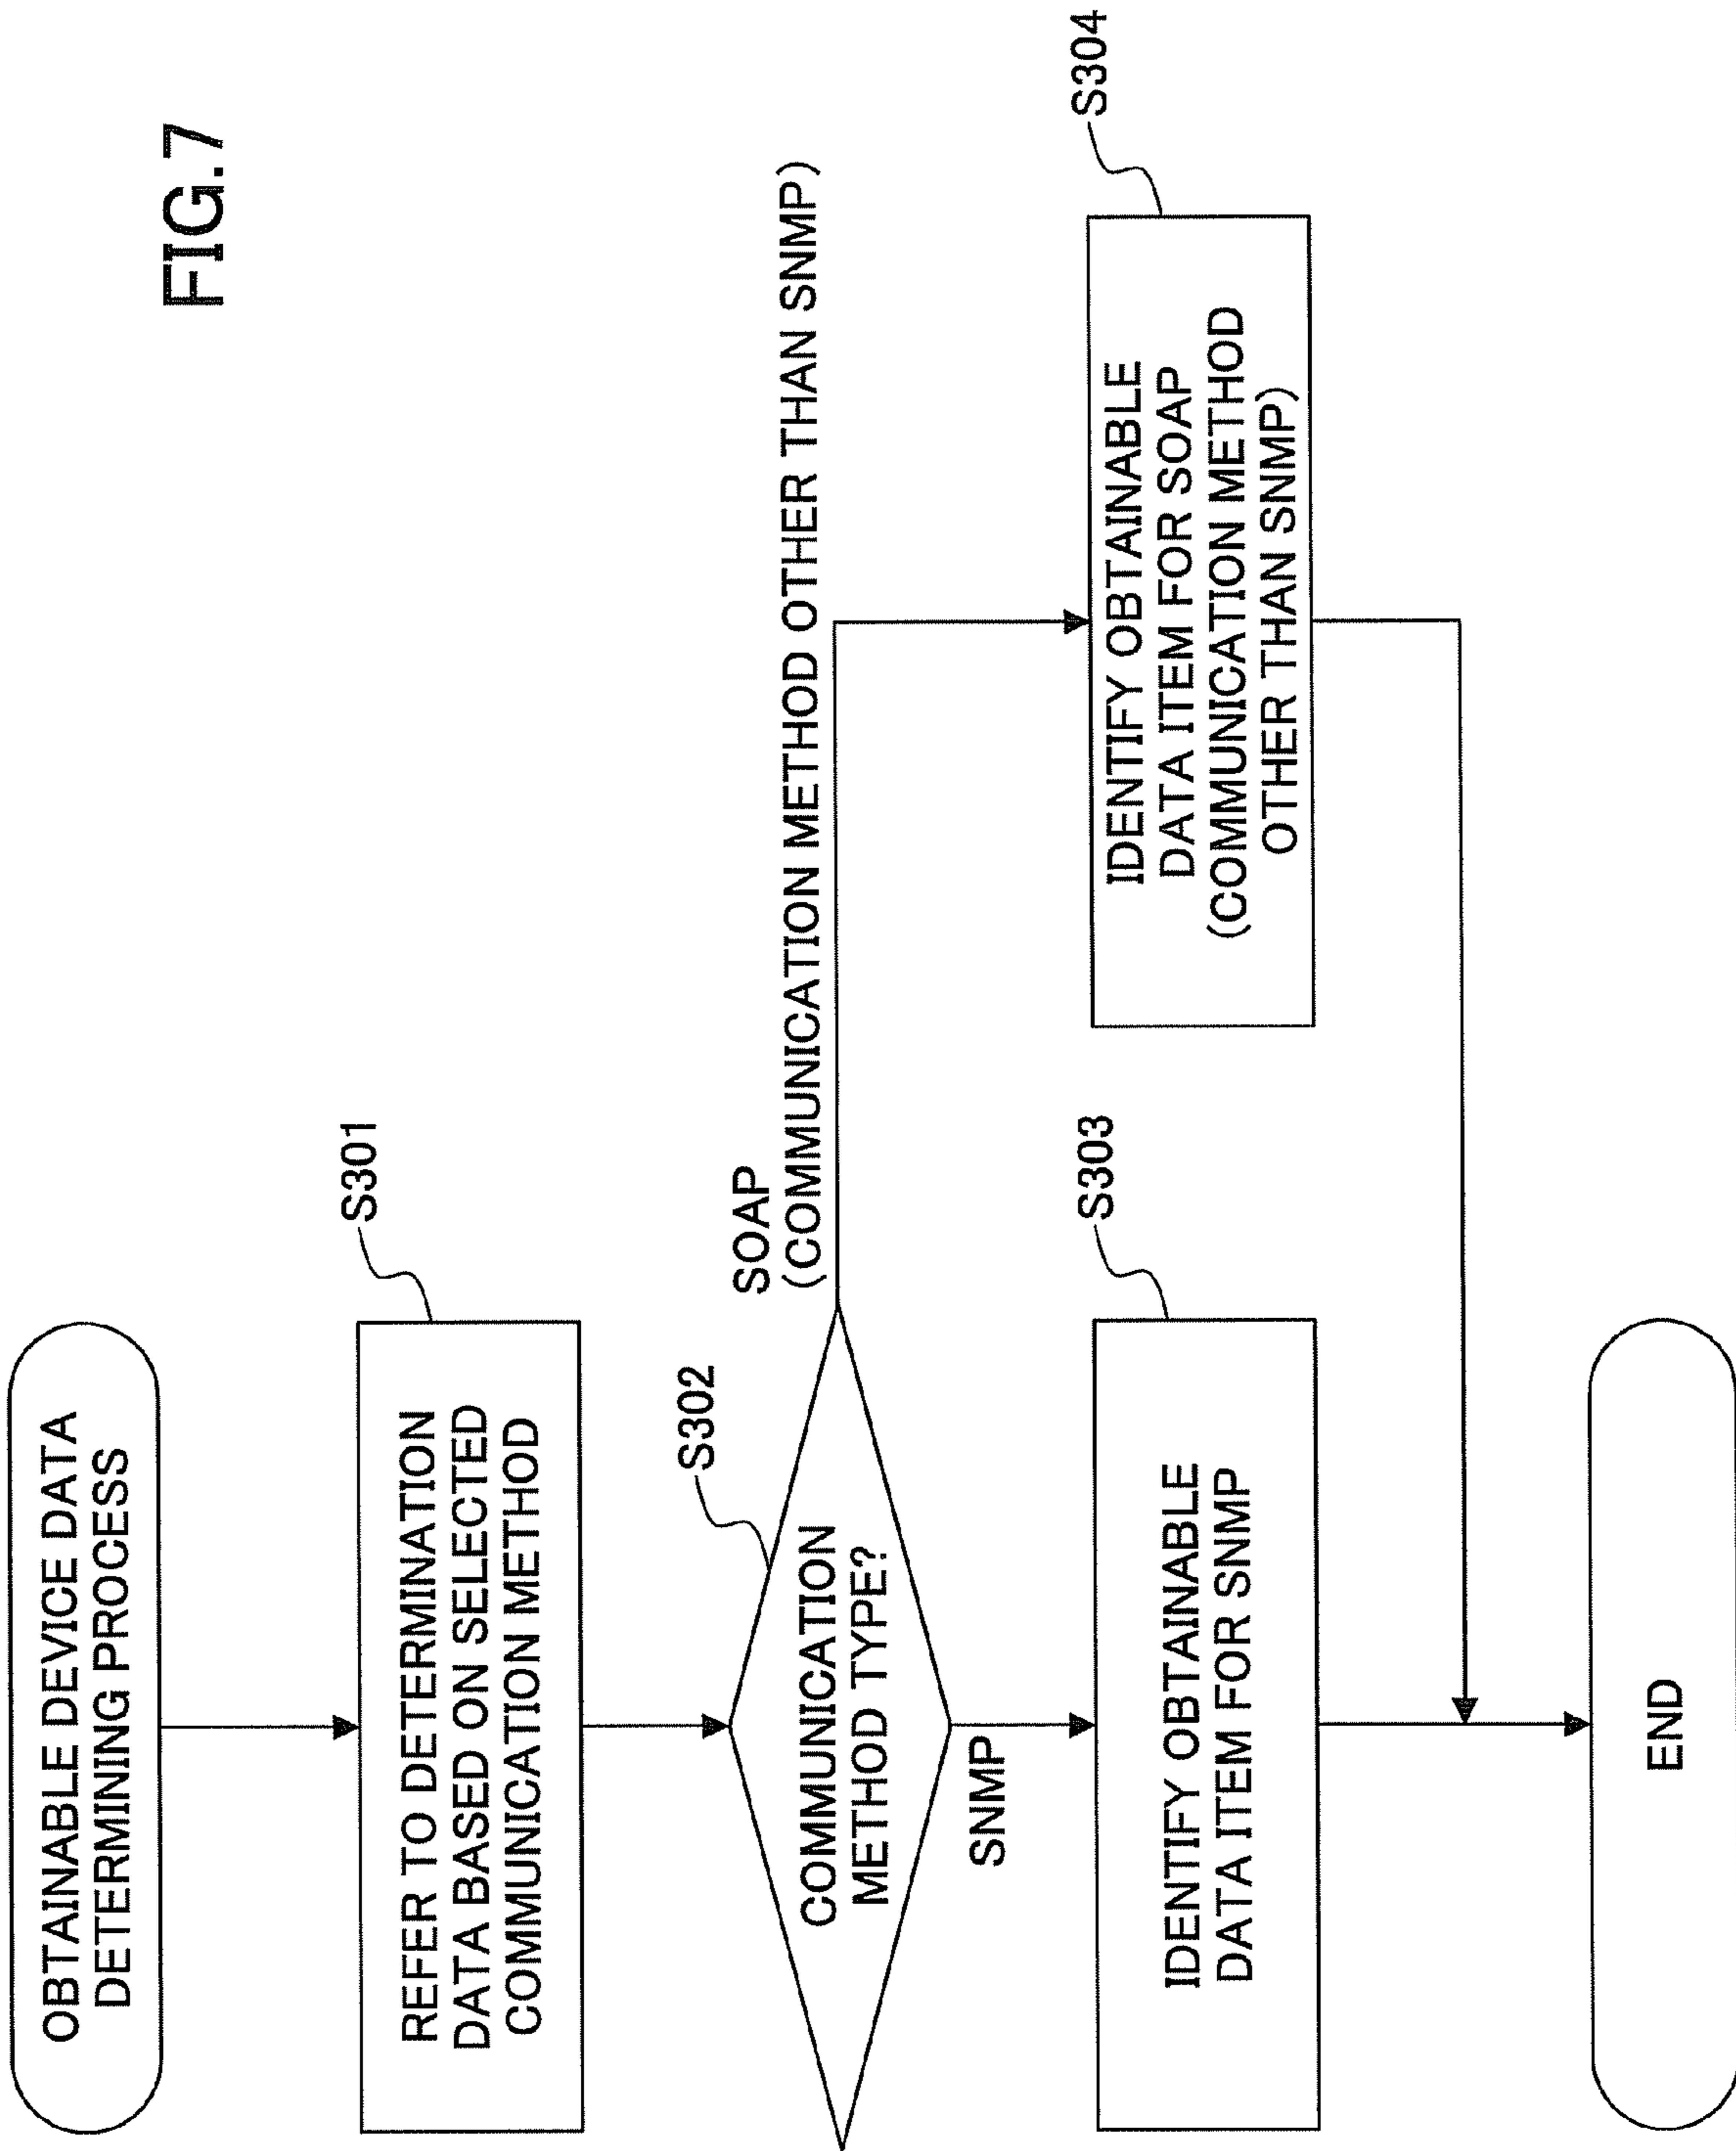 FIG.7
OBTAINABLE DEVICE DATA
DETERMINING PROCESS
S301
REFER TO DETERMINATION
DATA BASED ON SELECTED
COMMUNICATION METHOD
S302
COMMUNICATION
METHOD TYPE?
SOAP
(COMMUNICATION METHOD OTHER THAN SNMP)
SNMP
S303
IDENTIFY OBTAINABLE
DATA ITEM FOR SNMP
S304
IDENTIFY OBTAINABLE
DATA ITEM FOR SOAP
(COMMUNICATION METHOD
OTHER THAN SNMP)
END